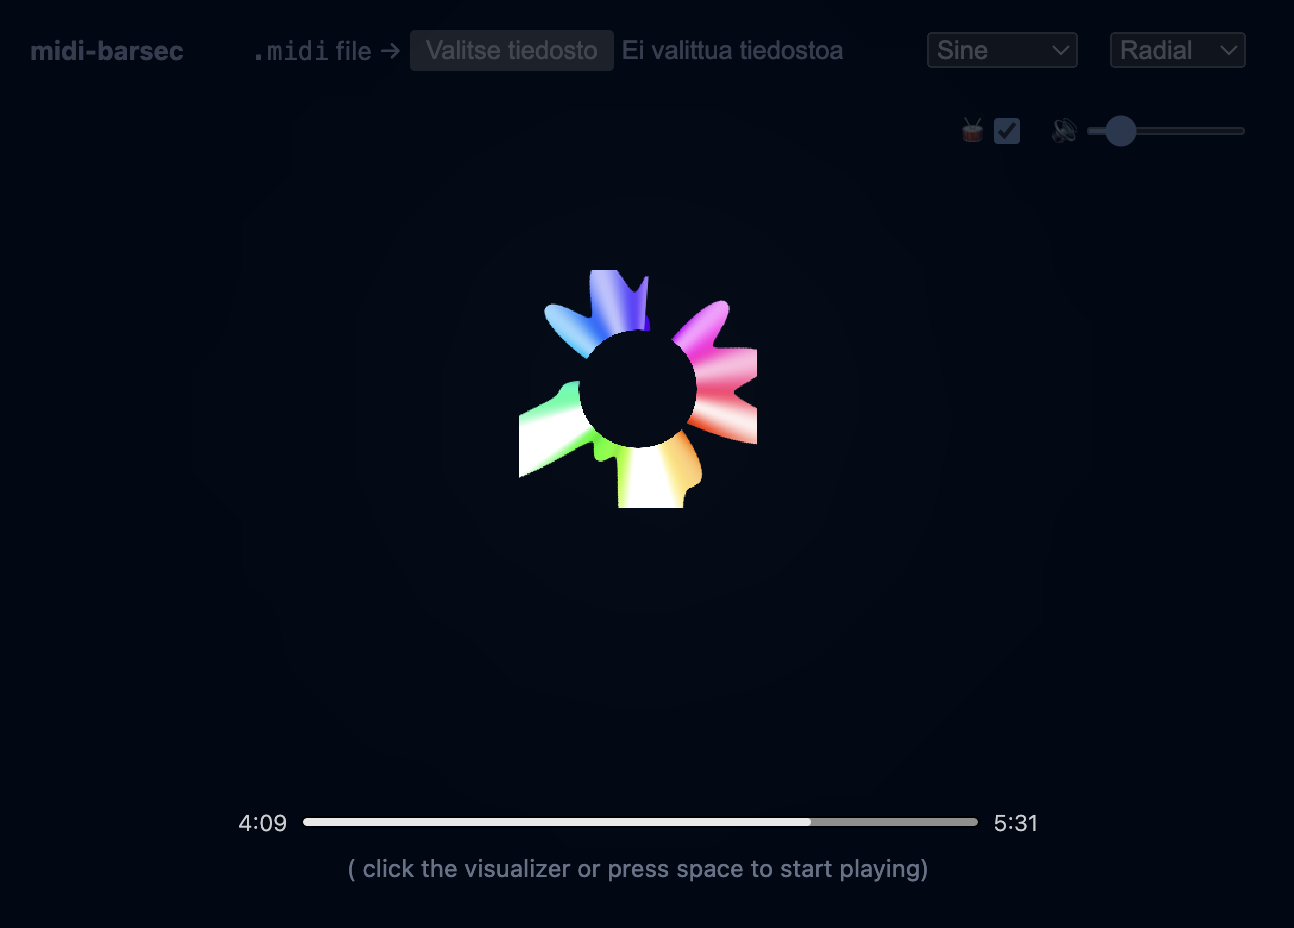 midi-barsec .midi file → Valitse tiedosto Ei valittua tiedostoa Sine Radial
4:09 5:31
( click the visualizer or press space to start playing)